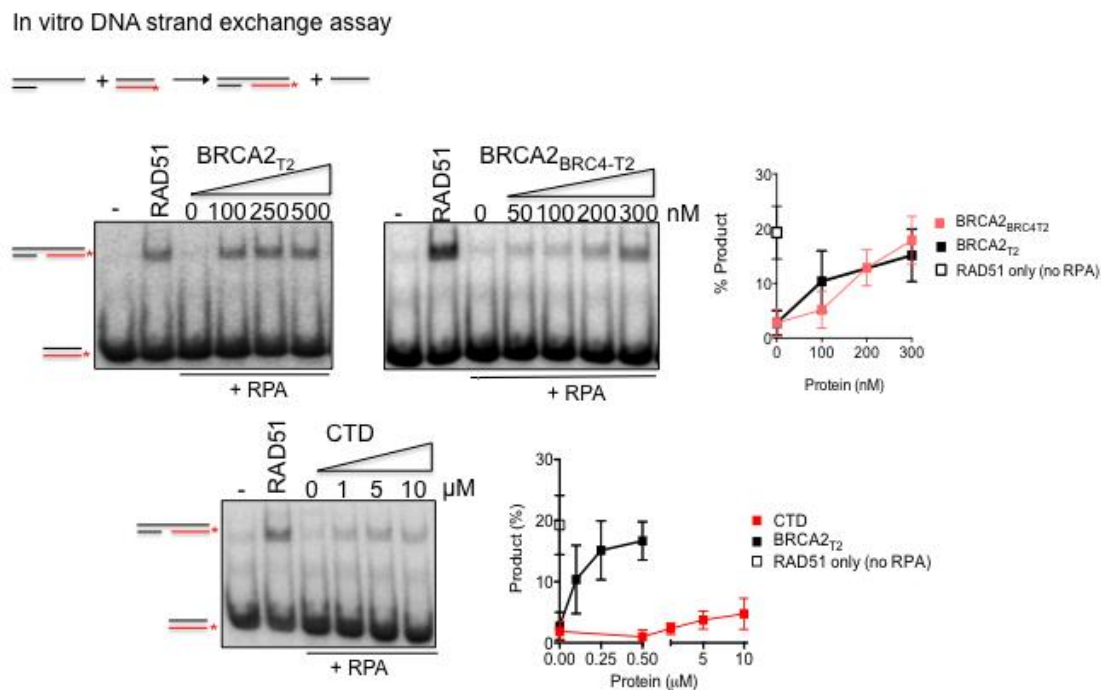 In vitro DNA strand exchange assay
+ * → * +
RAD51 BRCA2T2
- 0 100 250 500
*
*
+ RPA
RAD51 BRCA2BRC4-T2
- 0 50 100 200 300 nM
+ RPA
% Product
30
20
10
0
0 100 200 300
Protein (nM)
BRCA2BRC4T2
BRCA2T2
RAD51 only (no RPA)
RAD51 CTD
- 0 1 5 10 µM
*
*
+ RPA
Product (%)
30
20
10
0
0.00 0.25 0.50 5 10
Protein (µM)
CTD
BRCA2T2
RAD51 only (no RPA)